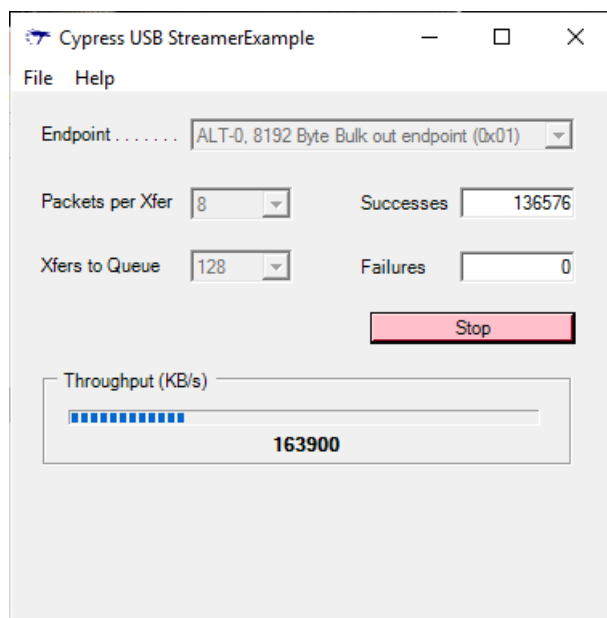 Cypress USB StreamerExample
File Help
Endpoint . . . . . . . ALT-0, 8192 Byte Bulk out endpoint (0x01)
Packets per Xfer 8 Successes 136576
Xfers to Queue 128 Failures 0
Stop
Throughput (KB/s)
163900